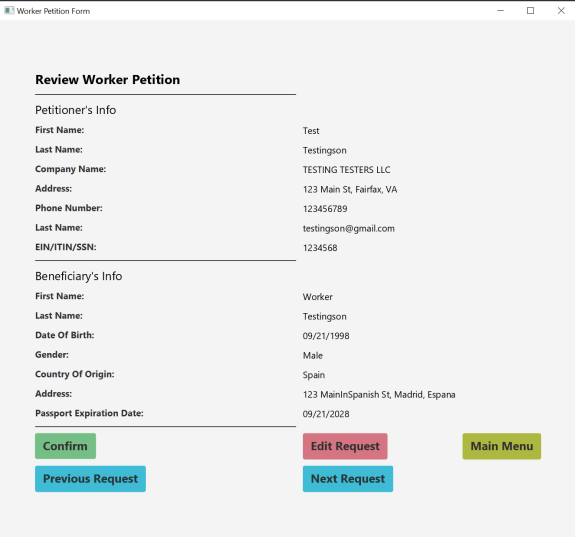 Worker Petition Form
Review Worker Petition
Petitioner's Info
First Name: Test
Last Name: Testingson
Company Name: TESTING TESTERS LLC
Address: 123 Main St, Fairfax, VA
Phone Number: 123456789
Last Name: testingson@gmail.com
EIN/ITIN/SSN: 1234568
Beneficiary's Info
First Name: Worker
Last Name: Testingson
Date Of Birth: 09/21/1998
Gender: Male
Country Of Origin: Spain
Address: 123 MainInSpanish St, Madrid, Espana
Passport Expiration Date: 09/21/2028
Confirm Edit Request Main Menu
Previous Request Next Request